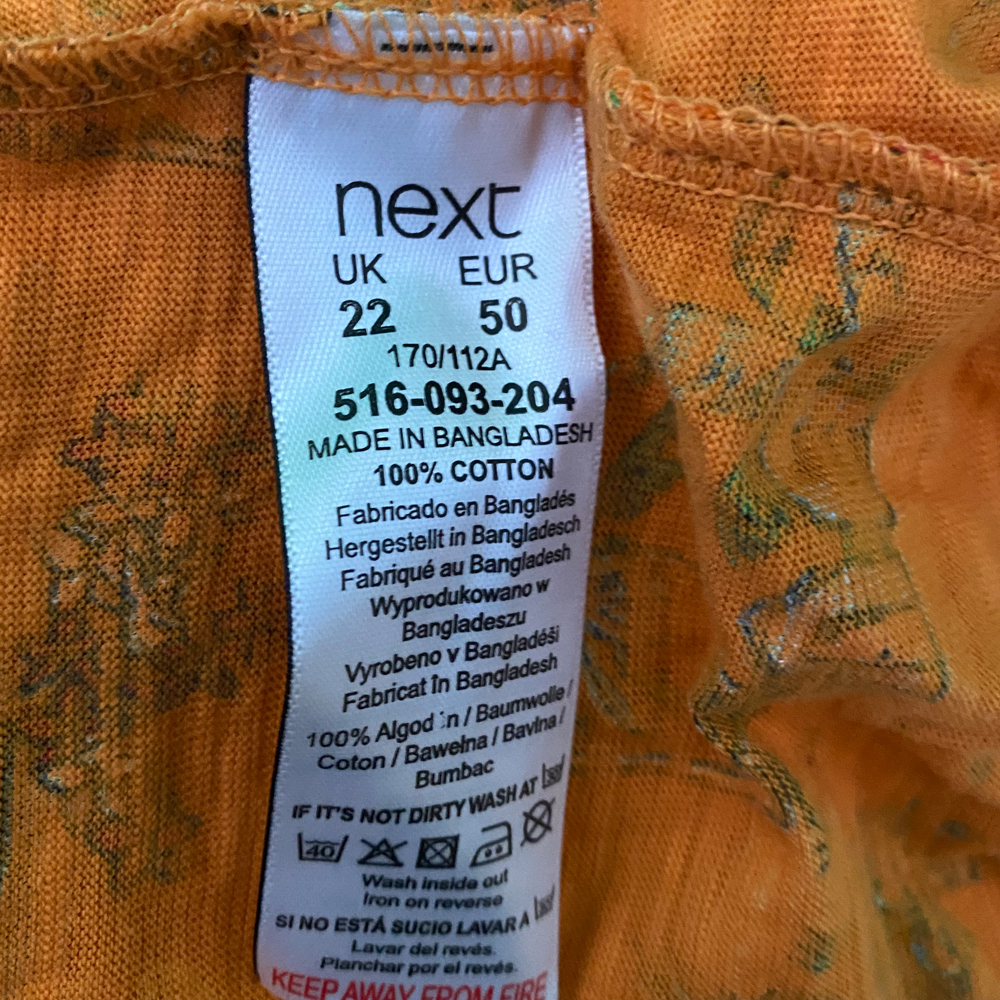 next
UK EUR
22 50
170/112A
516-093-204
MADE IN BANGLADESH
100% COTTON
Fabricado en Bangladés
Hergestellt in Bangladesch
Fabriqué au Bangladesh
Wyprodukowano w
Bangladeszu
Vyrobeno v Bangladéši
Fabricat în Bangladesh
100% Algod n / Baumwolle /
Coton / Bawełna / Bavlna /
Bumbac
IF IT'S NOT DIRTY WASH AT 30
40
Wash inside out
Iron on reverse
SI NO ESTÁ SUCIO LAVAR A
Lavar del revés.
Planchar por el revés.
KEEP AWAY FROM FIRE